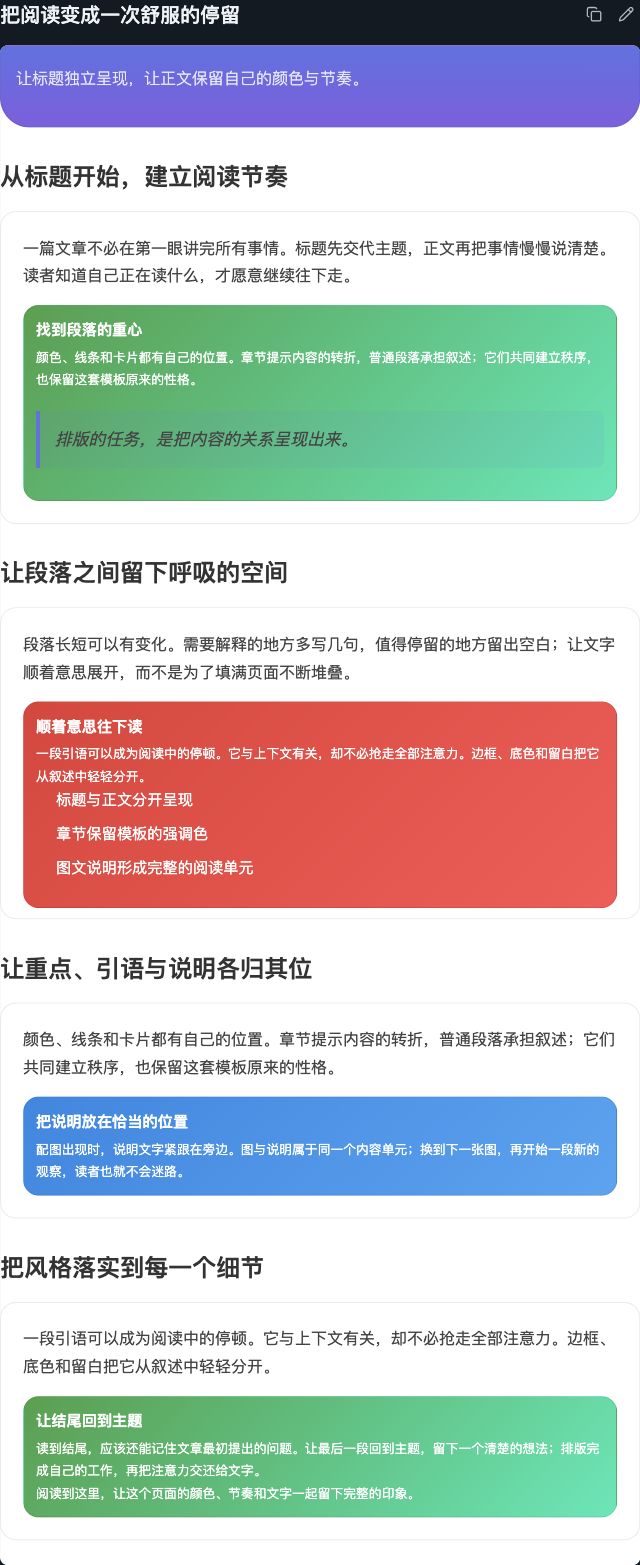 把阅读变成一次舒服的停留
让标题独立呈现，让正文保留自己的颜色与节奏。
从标题开始，建立阅读节奏
一篇文章不必在第一眼讲完所有事情。标题先交代主题，正文再把事情慢慢说清楚。
读者知道自己正在读什么，才愿意继续往下走。
找到段落的重心
颜色、线条和卡片都有自己的位置。章节提示内容的转折，普通段落承担叙述；它们共同建立秩序，
也保留这套模板原来的性格。
排版的任务，是把内容的关系呈现出来。
让段落之间留下呼吸的空间
段落长短可以有变化。需要解释的地方多写几句，值得停留的地方留出空白；让文字
顺着意思展开，而不是为了填满页面不断堆叠。
顺着意思往下读
一段引语可以成为阅读中的停顿。它与上下文有关，却不必抢走全部注意力。边框、底色和留白把它
从叙述中轻轻分开。
标题与正文分开呈现
章节保留模板的强调色
图文说明形成完整的阅读单元
让重点、引语与说明各归其位
颜色、线条和卡片都有自己的位置。章节提示内容的转折，普通段落承担叙述；它们
共同建立秩序，也保留这套模板原来的性格。
把说明放在恰当的位置
配图出现时，说明文字紧跟在旁边。图与说明属于同一个内容单元；换到下一张图，再开始一段新的
观察，读者也就不会迷路。
把风格落实到每一个细节
一段引语可以成为阅读中的停顿。它与上下文有关，却不必抢走全部注意力。边框、
底色和留白把它从叙述中轻轻分开。
让结尾回到主题
读到结尾，应该还能记住文章最初提出的问题。让最后一段回到主题，留下一个清楚的想法；排版完
成自己的工作，再把注意力交还给文字。
阅读到这里，让这个页面的颜色、节奏和文字一起留下完整的印象。